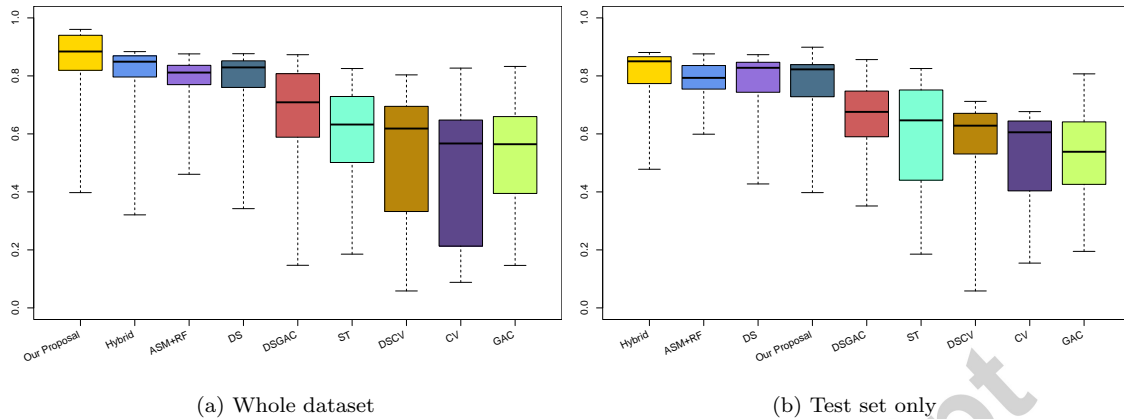 1.0
0.8
0.6
0.4
0.2
0.0
Our Proposal
Hybrid
ASM+RF
DS
DSGAC
ST
DSCV
CV
GAC
(a) Whole dataset
1.0
0.8
0.6
0.4
0.2
0.0
Hybrid
ASM+RF
DS
Our Proposal
DSGAC
ST
DSCV
CV
GAC
(b) Test set only
pt